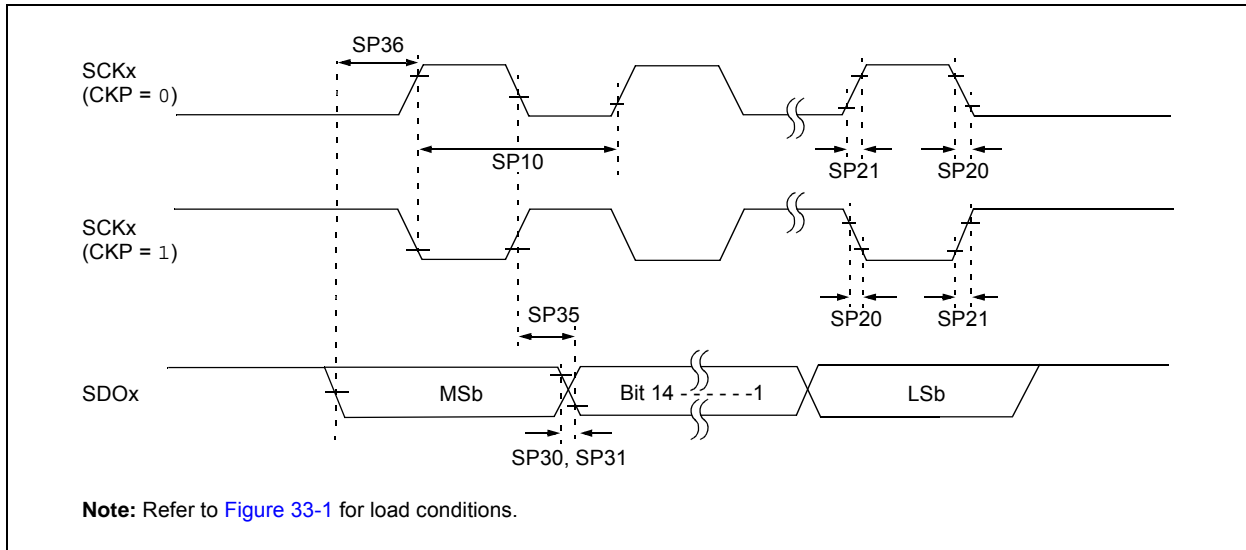 SP36
SCKx
(CKP = 0)
SP10
SP21
SP20
SCKx
(CKP = 1)
SP35
SP20
SP21
SDOx
MSb
Bit 14 - - - - - -1
LSb
SP30, SP31
Note: Refer to Figure 33-1 for load conditions.